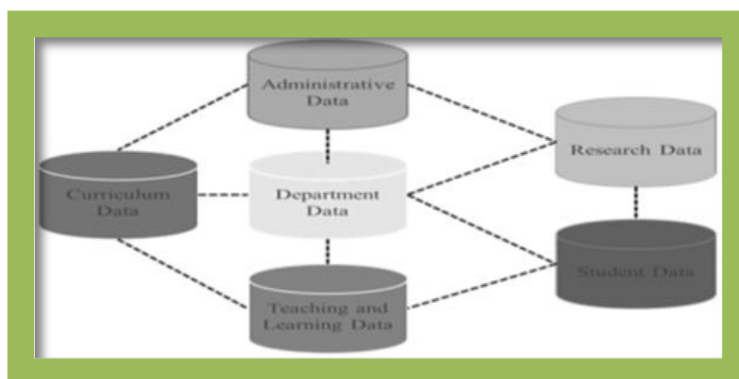 Administrative
Data
Research Data
Curriculum
Data
Department
Data
Student Data
Teaching and
Learning Data